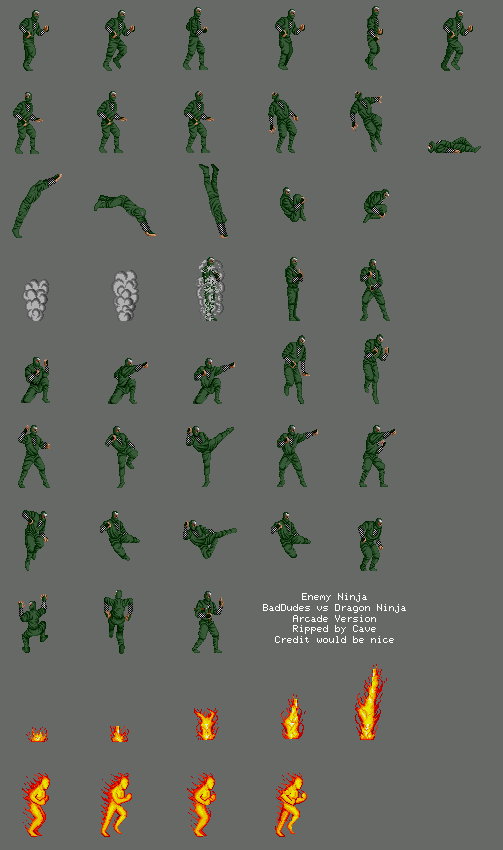 Enemy Ninja
BadDudes vs Dragon Ninja
Arcade Version
Ripped by Cave
Credit would be nice